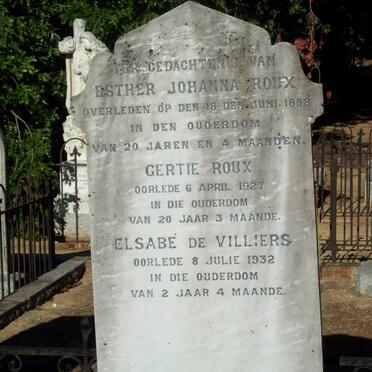 TER GEDACHTENIS VAN
ESTHER JOHANNA ROUX
OVERLEDEN OP DEN 18 DEN JUNI 1898
IN DEN OUDERDOM
VAN 20 JAREN EN 4 MAANDEN.
GERTIE ROUX
OORLEDE 6 APRIL 1927
IN DIE OUDERDOM
VAN 20 JAAR 3 MAANDE.
ELSABÉ DE VILLIERS
OORLEDE 8 JULIE 1932
IN DIE OUDERDOM
VAN 2 JAAR 4 MAANDE.